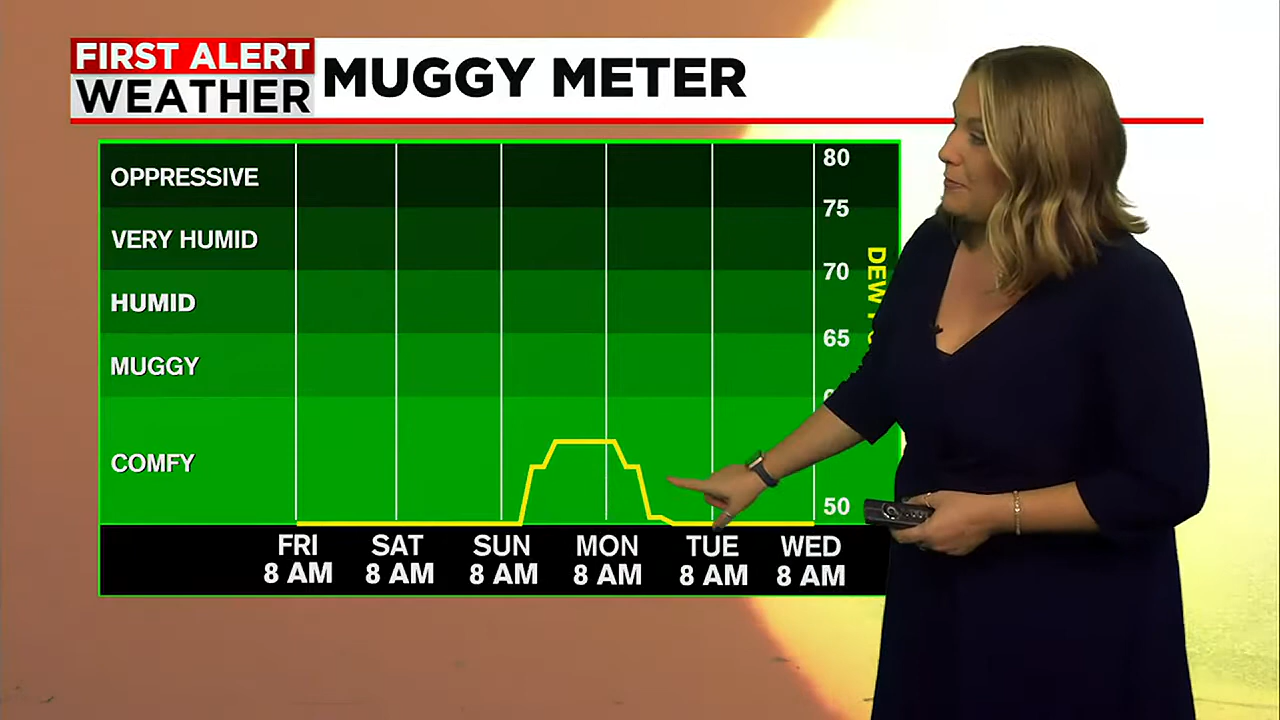 FIRST ALERT
WEATHER
MUGGY METER
OPPRESSIVE
VERY HUMID
HUMID
MUGGY
COMFY
80
75
70
65
50
DEW
FRI
8 AM
SAT
8 AM
SUN
8 AM
MON
8 AM
TUE
8 AM
WED
8 AM